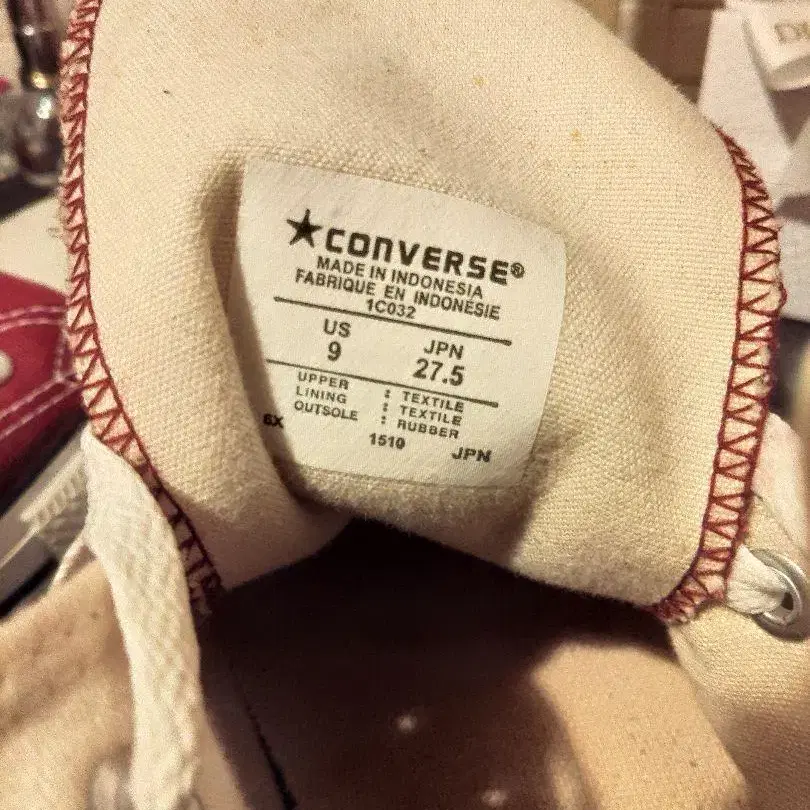 ★CONVERSE®
MADE IN INDONESIA
FABRIQUE EN INDONÉSIE
1C032
US JPN
9 27.5
UPPER : TEXTILE
LINING : TEXTILE
OUTSOLE : RUBBER
6X 1510 JPN